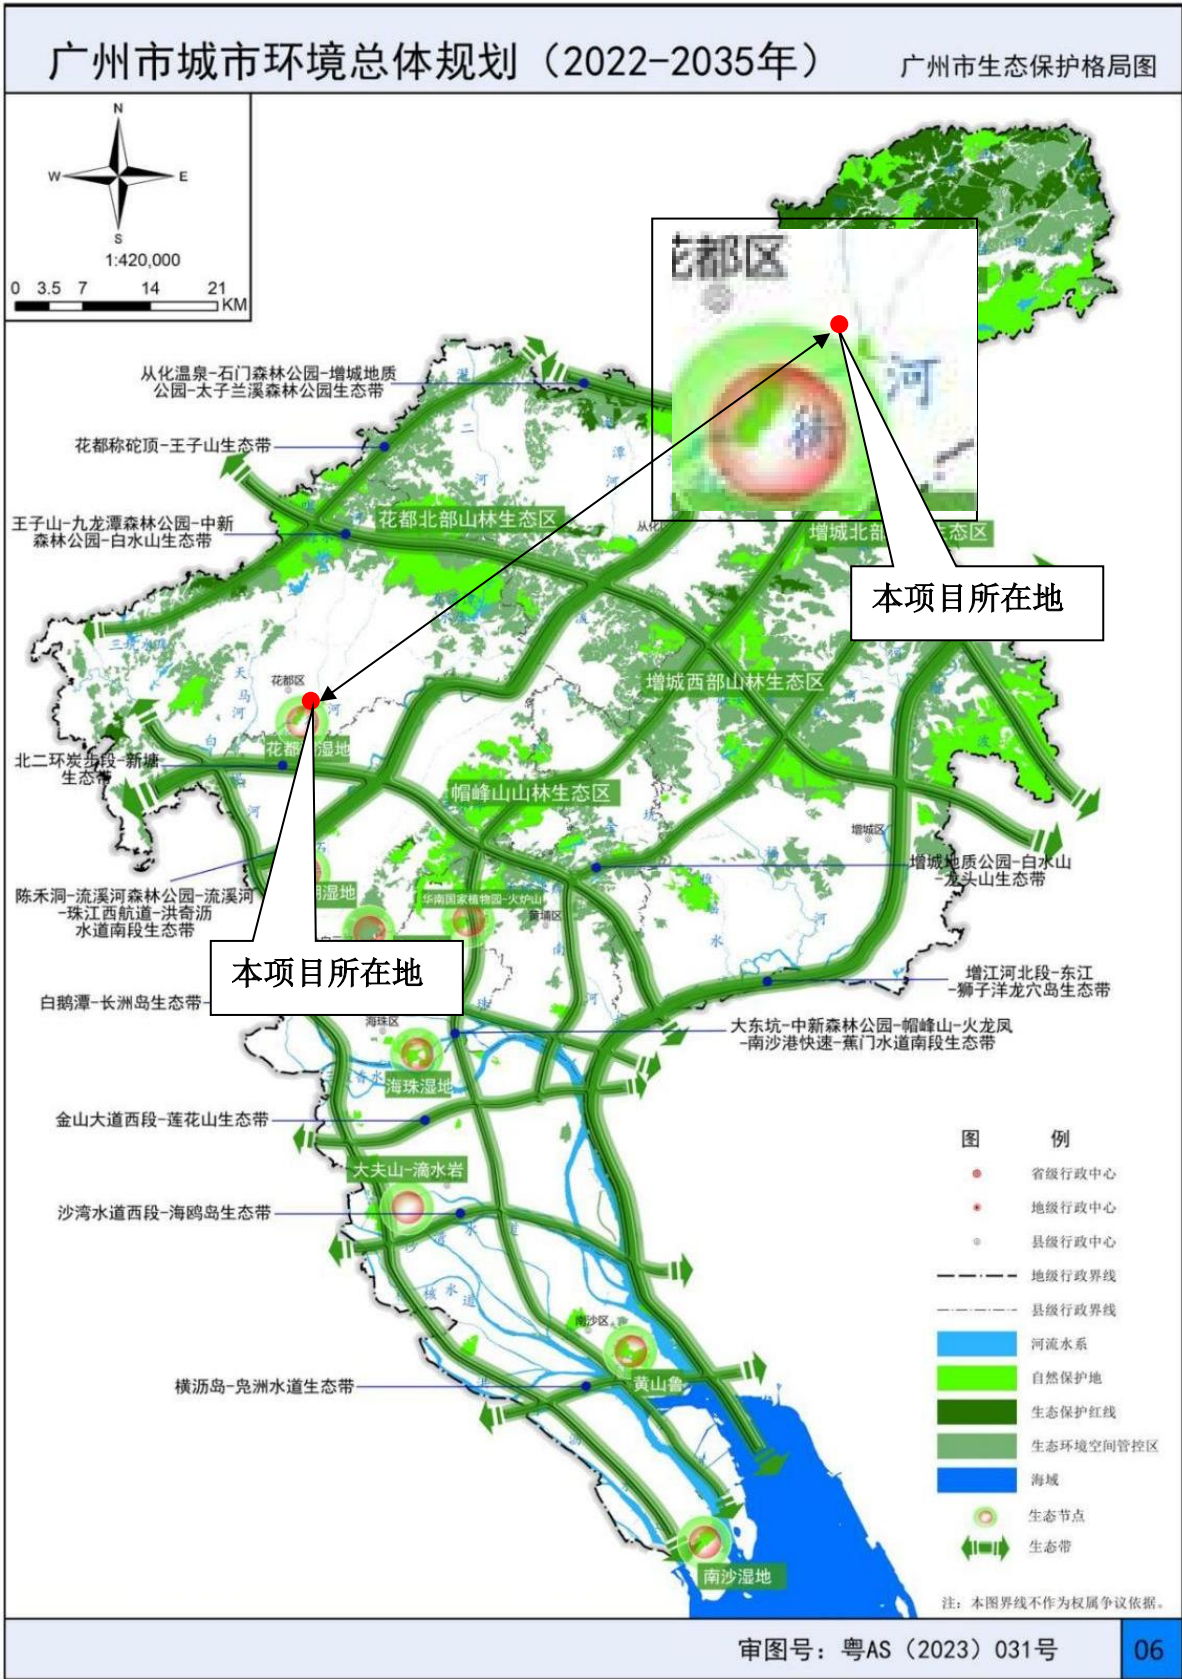 广州市城市环境总体规划（2022-2035年）
广州市生态保护格局图
N
W
E
S
1:420,000
0 3.5 7 14 21
KM
花都区
河
从化温泉-石门森林公园-增城地质
公园-太子兰溪森林公园生态带
花都称砣顶-王子山生态带
王子山-九龙潭森林公园-中新
森林公园-白水山生态带
花都北部山林生态区
增城北部
生态区
本项目所在地
增城西部山林生态区
花都区
天马河
河
花都
湿地
北二环炭步段-新塘
生态带
帽峰山山林生态区
增城区
增城地质公园-白水山
-龙头山生态带
陈禾洞-流溪河森林公园-流溪河
-珠江西航道-洪奇沥
水道南段生态带
湖湿地
华南国家植物园-火炉山
黄埔区
本项目所在地
增江河北段-东江
-狮子洋龙穴岛生态带
白鹅潭-长洲岛生态带
海珠区
大东坑-中新森林公园-帽峰山-火龙凤
-南沙港快速-蕉门水道南段生态带
海珠湿地
金山大道西段-莲花山生态带
大夫山-滴水岩
沙湾水道西段-海鸥岛生态带
南沙区
黄山鲁
横沥岛-凫洲水道生态带
南沙湿地
图 例
省级行政中心
地级行政中心
县级行政中心
地级行政界线
县级行政界线
河流水系
自然保护地
生态保护红线
生态环境空间管控区
海域
生态节点
生态带
注：本图界线不作为权属争议依据。
审图号：粤AS（2023）031号
06